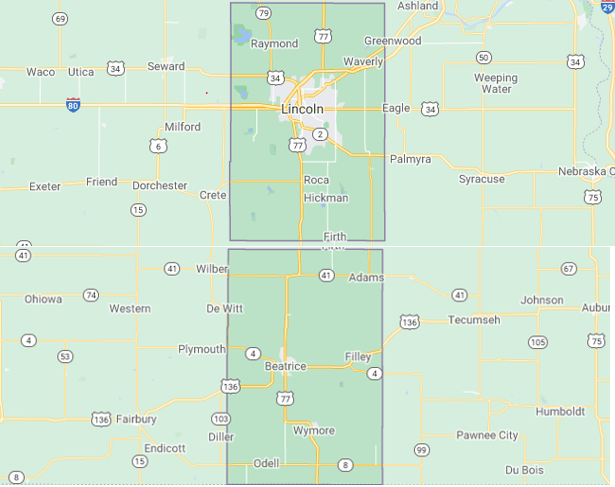 69
79
Ashland
29
77
Raymond
Greenwood
50
Waco
Utica
34
Seward
34
Waverly
34
Weeping
Water
80
Lincoln
Eagle
34
Milford
2
6
77
Palmyra
Nebraska C
Exeter
Friend
Dorchester
Crete
Roca
Syracuse
75
15
Hickman
Firth
41
41
Wilber
41
Adams
67
Ohiowa
74
Western
De Witt
41
Johnson
Aubur
136
Tecumseh
4
53
Plymouth
4
Filley
105
75
Beatrice
4
136
77
136
Fairbury
103
Humboldt
Diller
Wymore
Pawnee City
Endicott
99
15
Odell
8
8
Du Bois